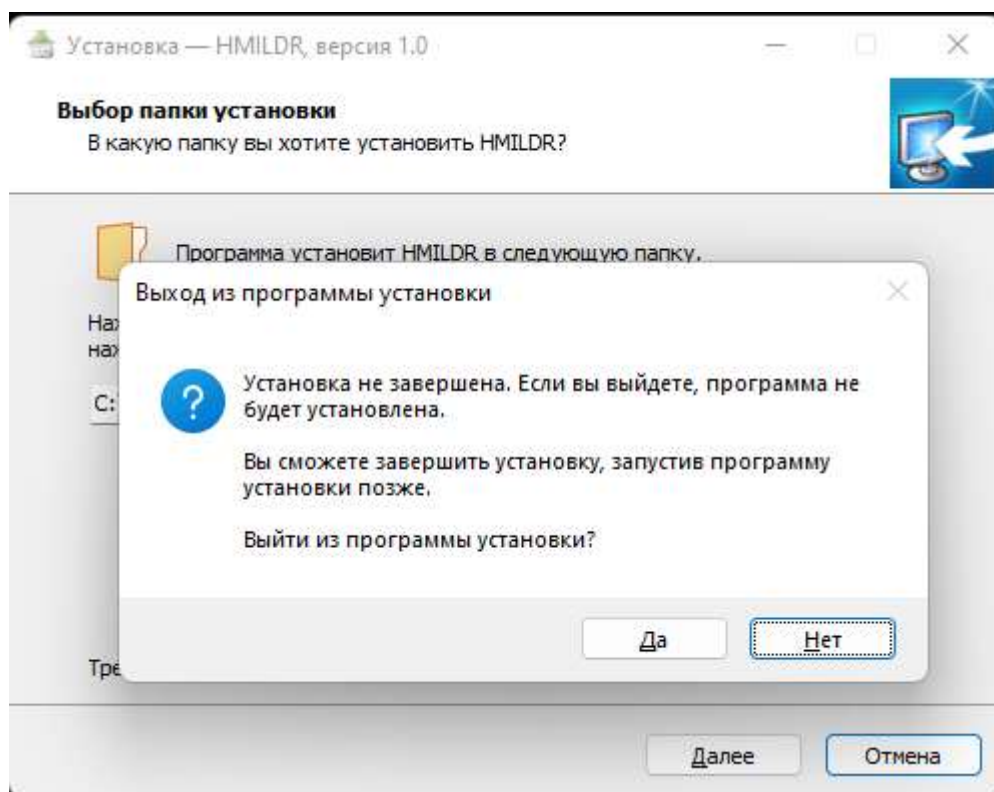 Установка — HMILDR, версия 1.0
Выбор папки установки
В какую папку вы хотите установить HMILDR?
Программа установит HMILDR в следующую папку.
Выход из программы установки
C:
Установка не завершена. Если вы выйдете, программа не
будет установлена.
Вы сможете завершить установку, запустив программу
установки позже.
Выйти из программы установки?
Да
Нет
Далее
Отмена